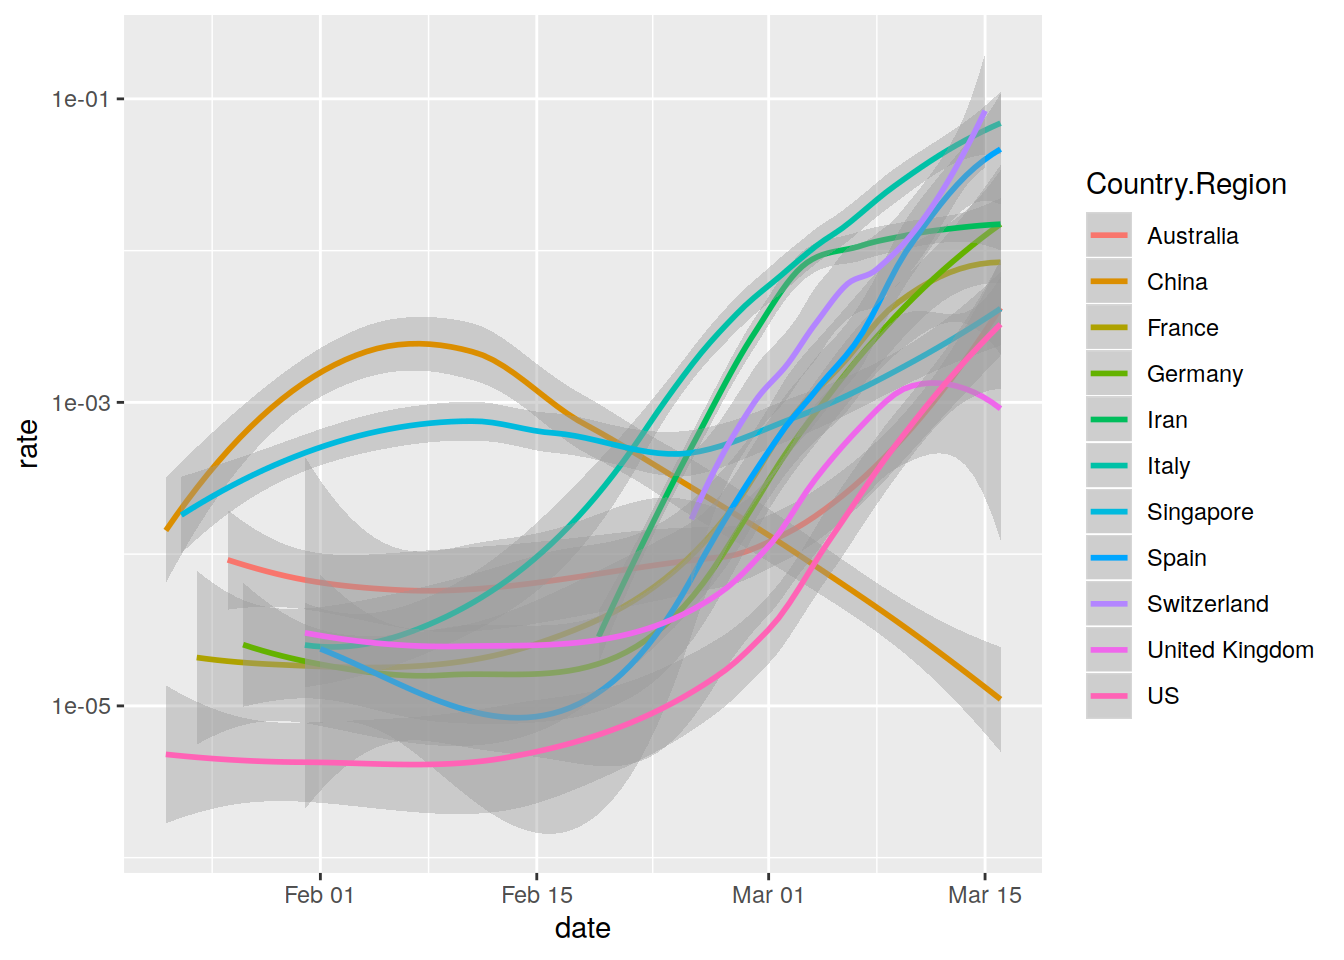 1e-01
1e-03
1e-05
rate
Feb 01
Feb 15
Mar 01
Mar 15
date
Country.Region
Australia
China
France
Germany
Iran
Italy
Singapore
Spain
Switzerland
United Kingdom
US